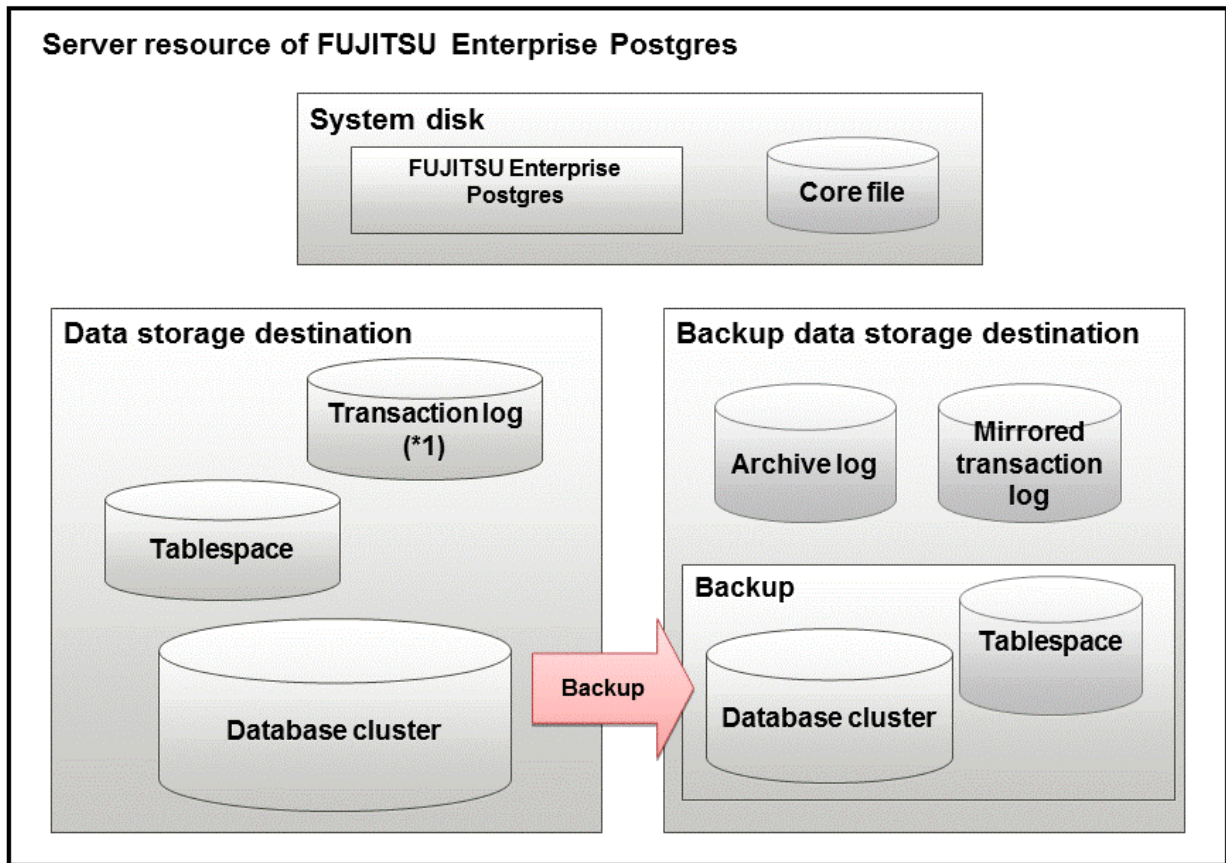 Server resource of FUJITSU Enterprise Postgres
System disk
FUJITSU Enterprise
Postgres
Core file
Data storage destination
Transaction log
(*1)
Tablespace
Database cluster
Backup
Backup data storage destination
Archive log
Mirrored
transaction
log
Backup
Tablespace
Database cluster